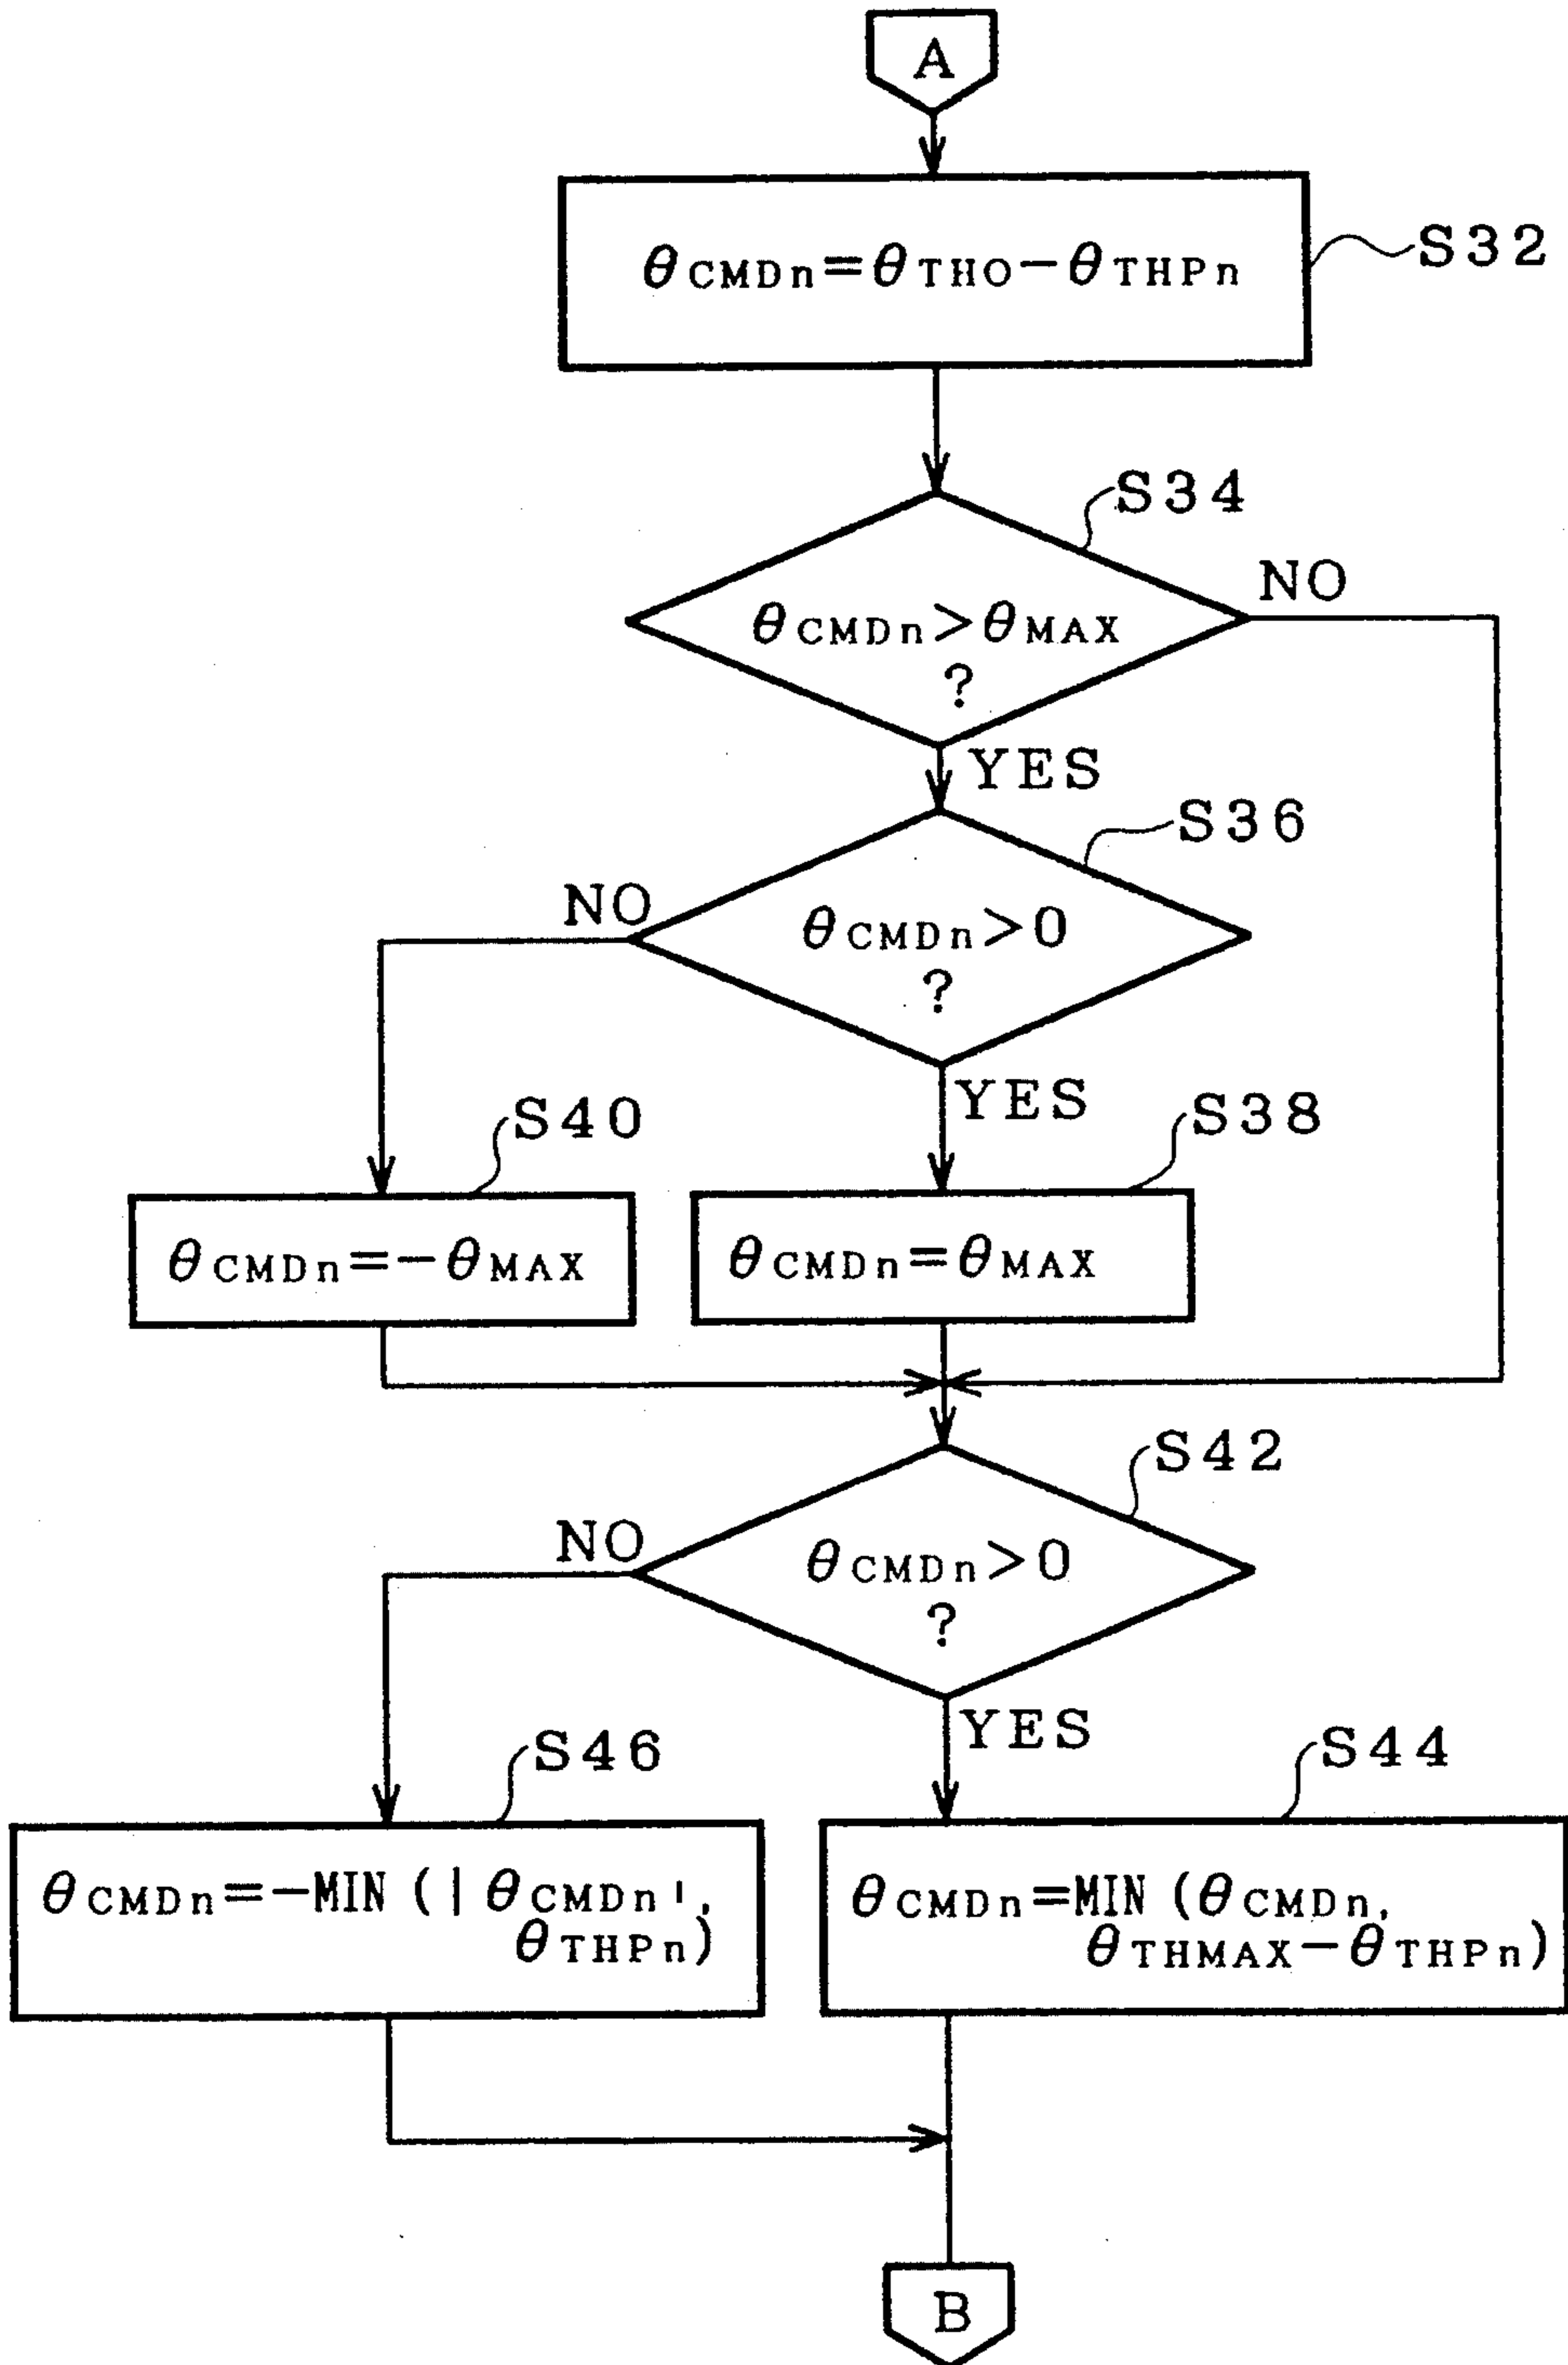 A
θCMDn=θTHO-θTHPn
S32
S34
θCMDn>θMAX
?
NO
YES
S36
θCMDn>0
?
NO
YES
S40
S38
θCMDn=-θMAX
θCMDn=θMAX
S42
θCMDn>0
?
NO
YES
S46
S44
θCMDn=-MIN (|θCMDn',
θTHPn)
θCMDn=MIN (θCMDn,
θTHMAX-θTHPn)
B